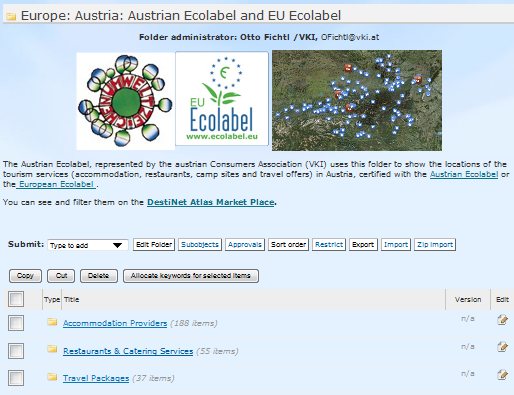 Europe: Austria: Austrian Ecolabel and EU Ecolabel
Folder administrator: Otto Fichtl /VKI, OFichtl@vki.at
UMWELTZEICHEN
EU
Ecolabel
www.ecolabel.eu
The Austrian Ecolabel, represented by the austrian Consumers Association (VKI) uses this folder to show the locations of the
tourism services (accommodation, restaurants, camp sites and travel offers) in Austria, certified with the Austrian Ecolabel or
the European Ecolabel .
You can see and filter them on the DestiNet Atlas Market Place.
Submit: Type to add Edit Folder Subobjects Approvals Sort order Restrict Export Import Zip import
Copy Cut Delete Allocate keywords for selected items
Type Title Version Edit
Accommodation Providers (188 items) n/a
Restaurants & Catering Services (55 items) n/a
Travel Packages (37 items) n/a